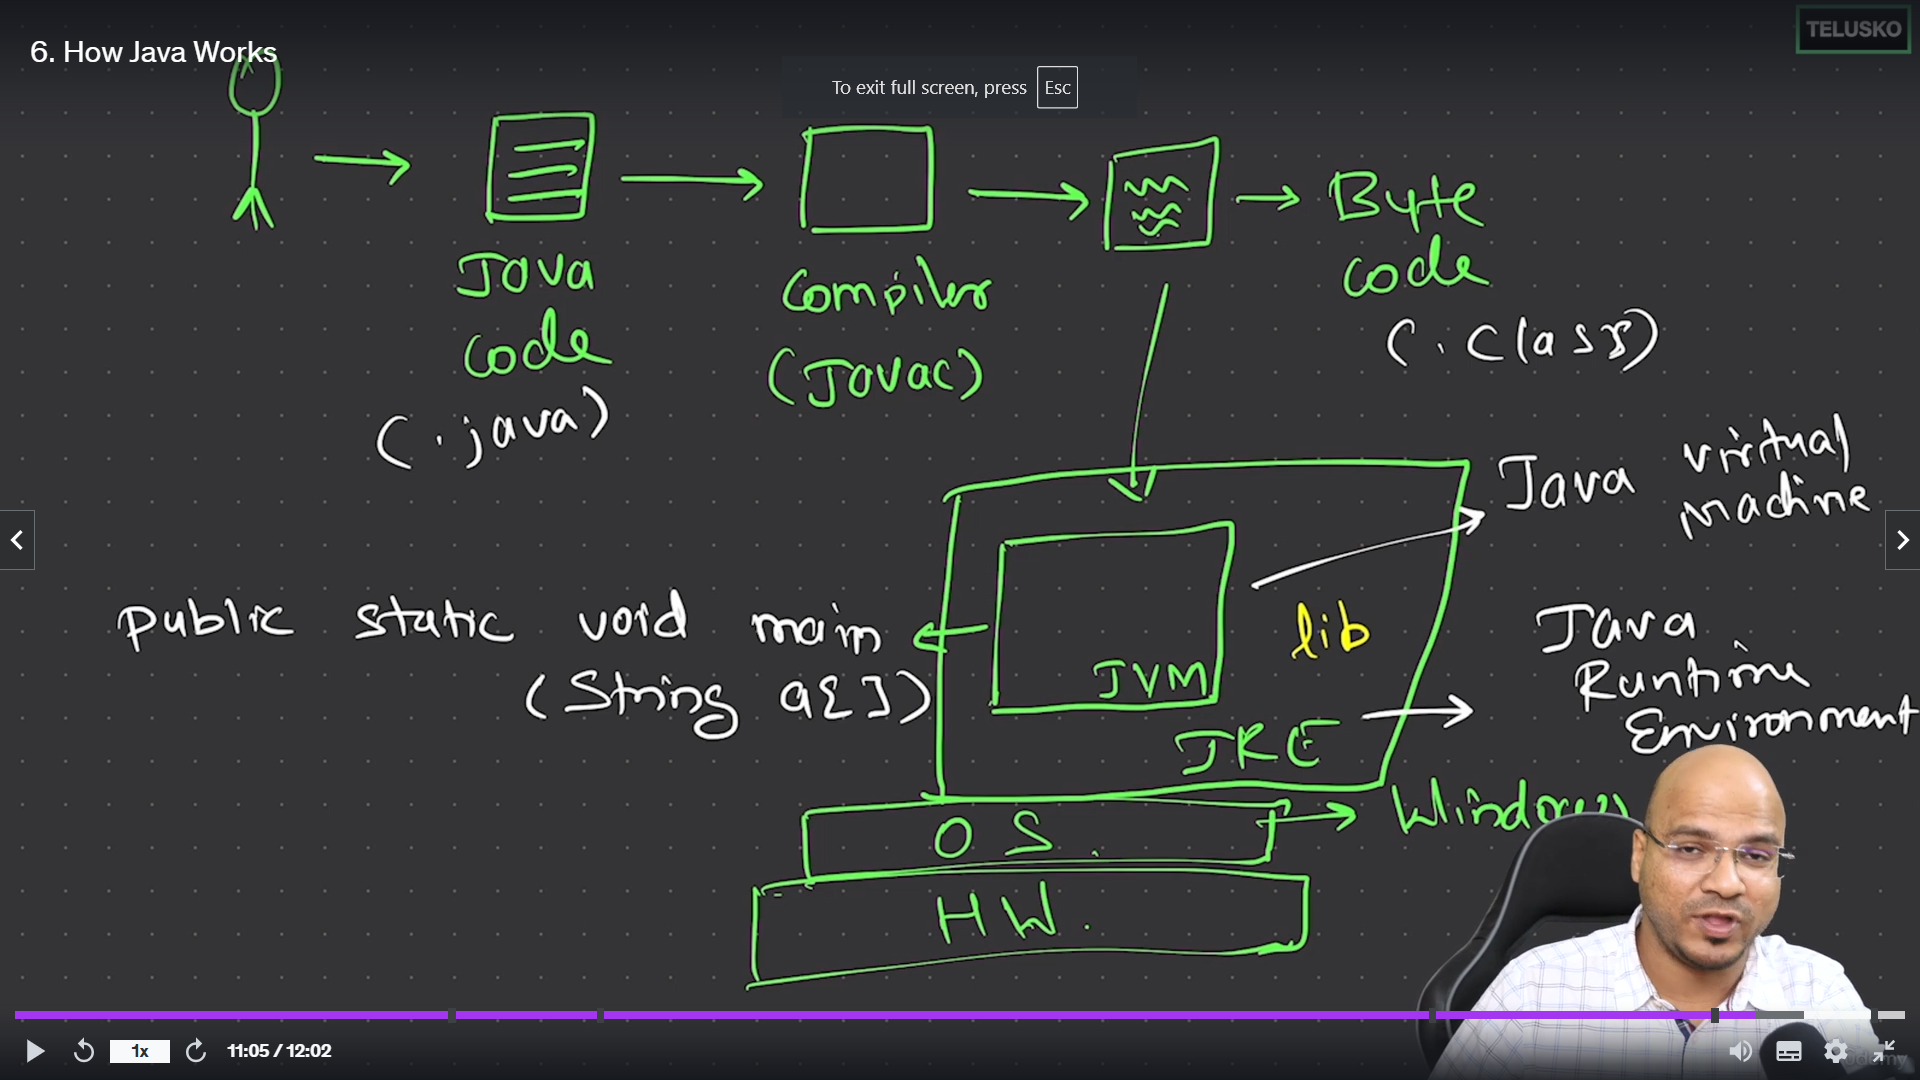 6. How Java Works
TELUSKO
To exit full screen, press Esc
Java
code
(.java)
Compiler
(Javac)
Byte
code
(.class)
Java virtual
machine
public static void main
(String a[])
lib
JVM
JRE
Java
Runtime
Environment
OS.
Windows
HW.
1x
11:05 / 12:02
udemy